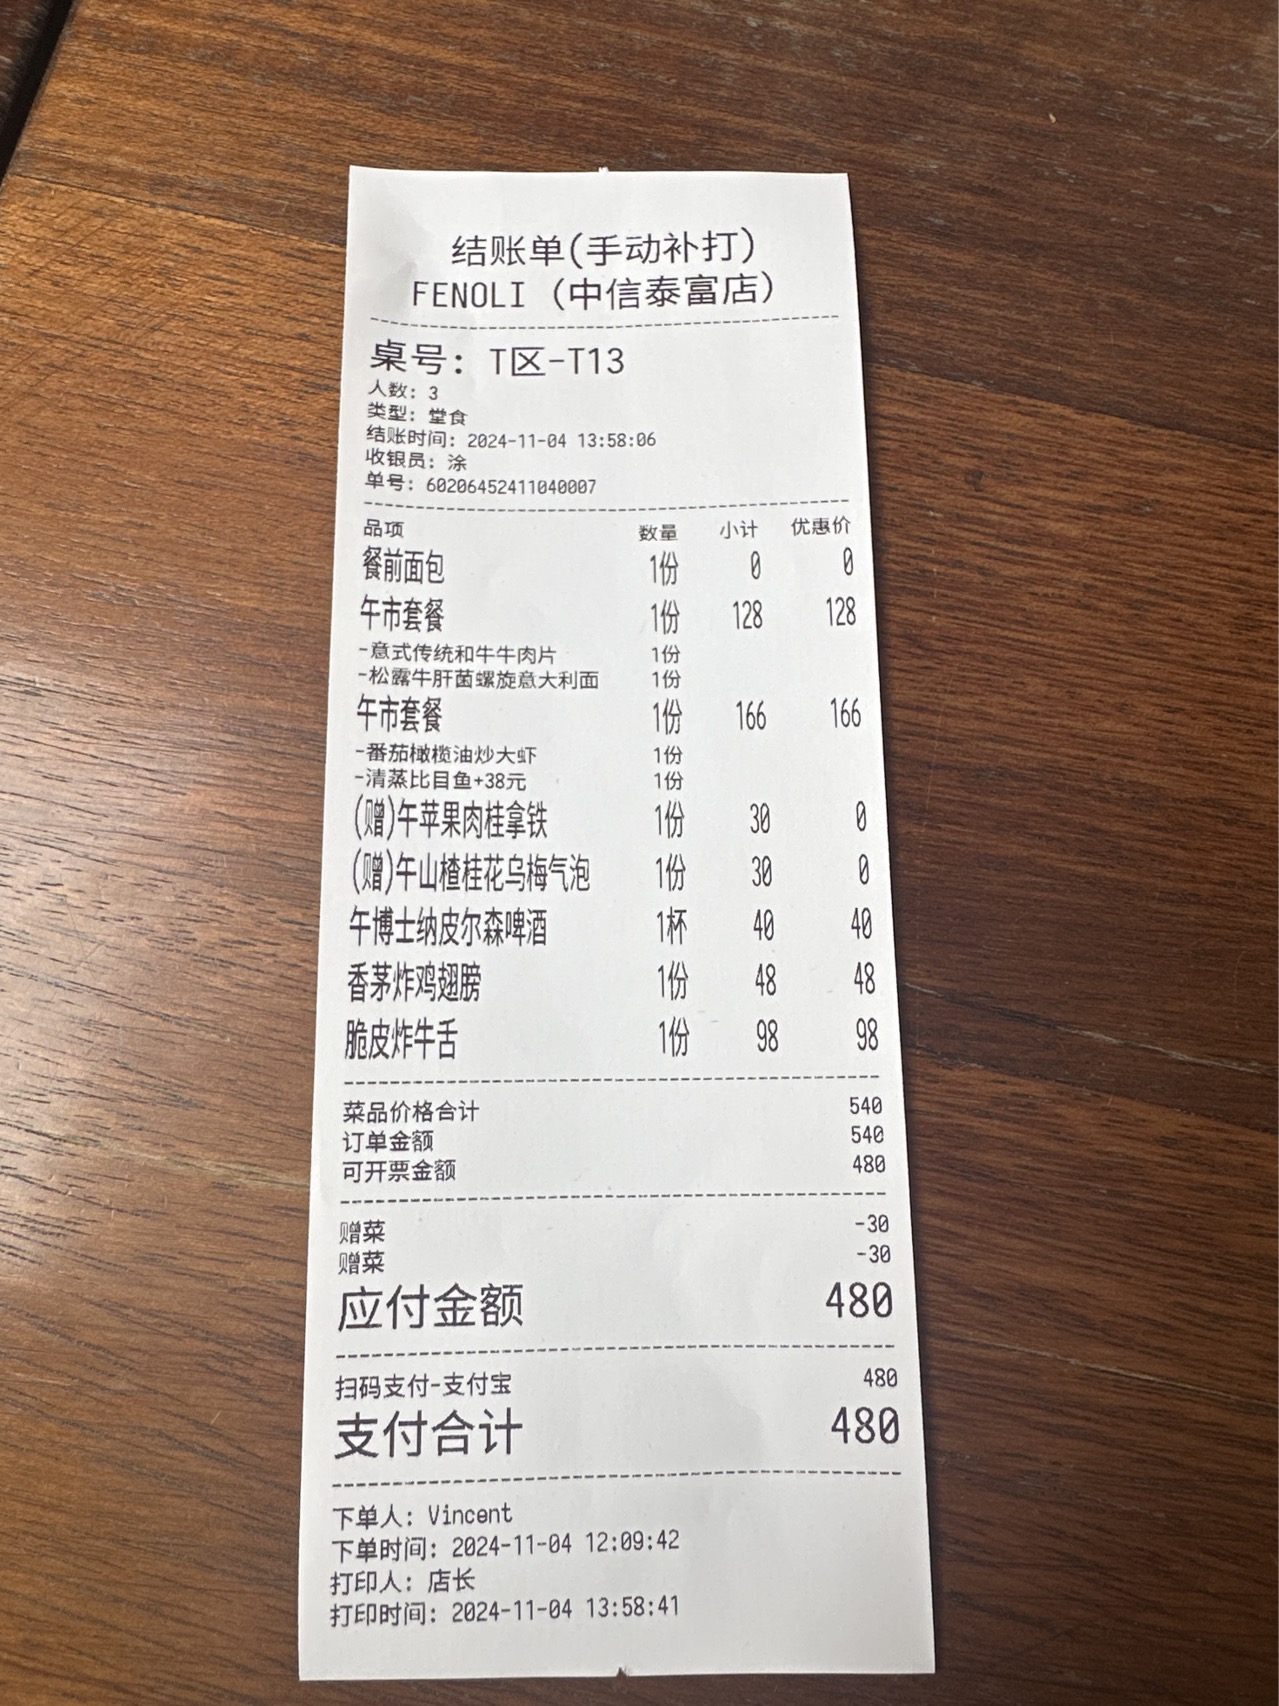 结账单(手动补打)
FENOLI (中信泰富店)
桌号: T区-T13
人数: 3
类型: 堂食
结账时间: 2024-11-04 13:58:06
收银员: 涂
单号: 60206452411040007
品项 数量 小计 优惠价
餐前面包 1份 0 0
午市套餐 1份 128 128
-意式传统和牛牛肉片 1份
-松露牛肝菌螺旋意大利面 1份
午市套餐 1份 166 166
-番茄橄榄油炒大虾 1份
-清蒸比目鱼+38元 1份
(赠)午苹果肉桂拿铁 1份 30 0
(赠)午山楂桂花乌梅气泡 1份 30 0
午博士纳皮尔森啤酒 1杯 40 40
香茅炸鸡翅膀 1份 48 48
脆皮炸牛舌 1份 98 98
菜品价格合计 540
订单金额 540
可开票金额 480
赠菜 -30
赠菜 -30
应付金额 480
扫码支付-支付宝 480
支付合计 480
下单人: Vincent
下单时间: 2024-11-04 12:09:42
打印人: 店长
打印时间: 2024-11-04 13:58:41